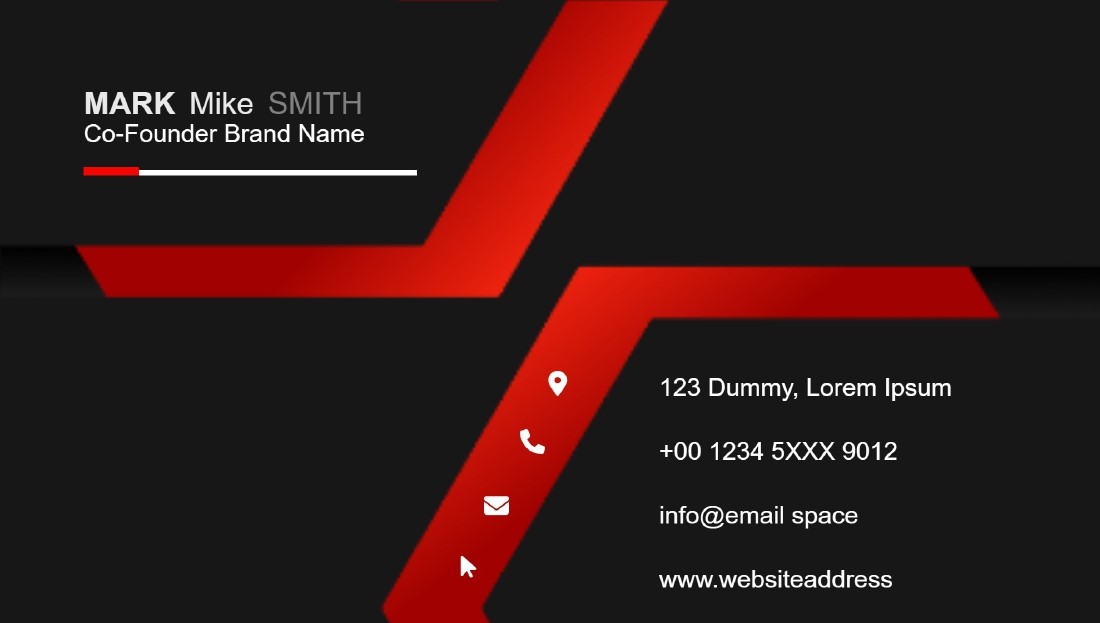 MARK Mike SMITH
Co-Founder Brand Name
123 Dummy, Lorem Ipsum
+00 1234 5XXX 9012
info@email space
www.websiteaddress